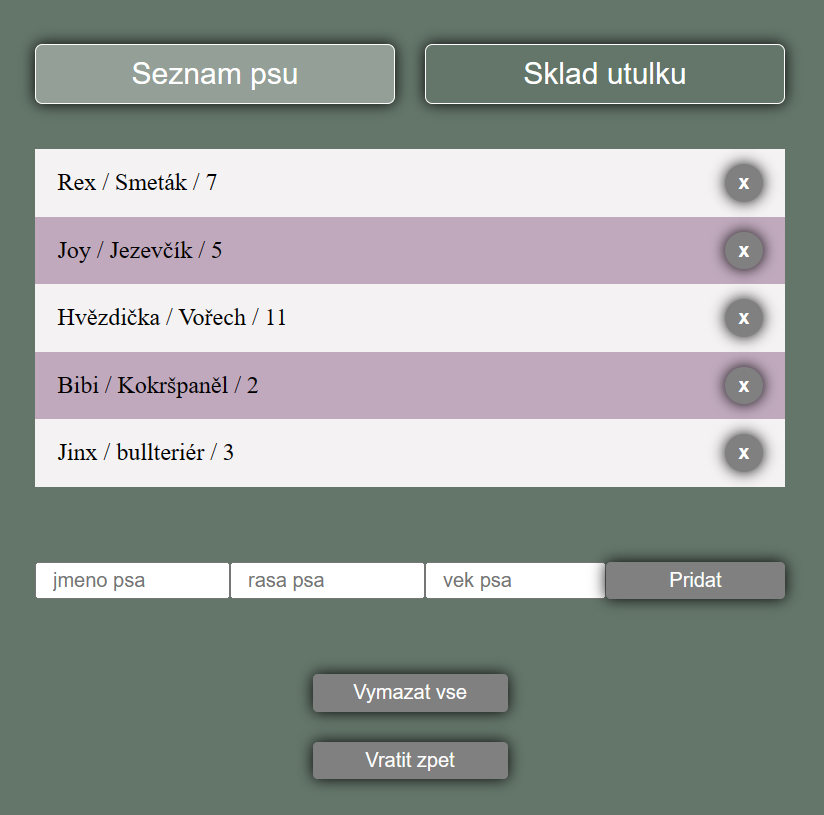 Seznam psu
Sklad utulku
Rex / Smeták / 7
x
Joy / Jezevčík / 5
x
Hvězdička / Vořech / 11
x
Bibi / Kokršpaněl / 2
x
Jinx / bullteriér / 3
x
jmeno psa
rasa psa
vek psa
Pridat
Vymazat vse
Vratit zpet